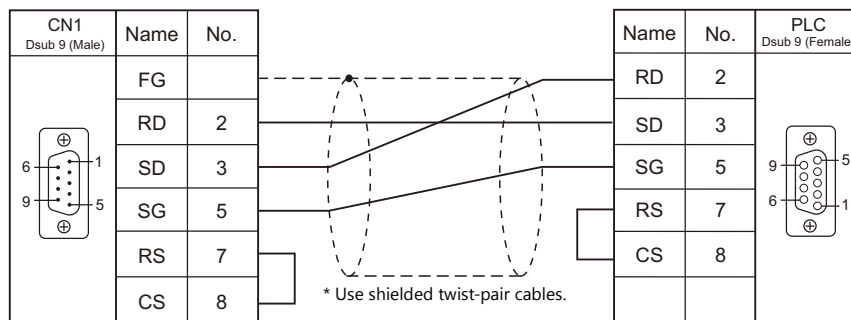 CN1
Dsub 9 (Male)
Name No.
FG
RD 2
SD 3
SG 5
RS 7
CS 8
6 1
9 5
* Use shielded twist-pair cables.
Name No.
PLC
Dsub 9 (Female
RD 2
SD 3
SG 5
RS 7
CS 8
9 5
6 1